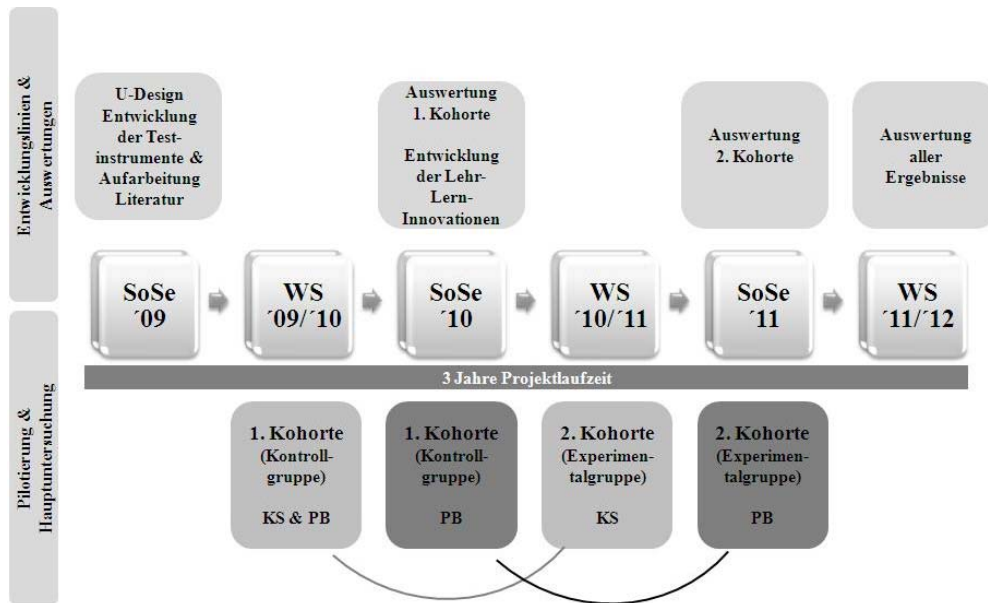 Entwicklungslinien &
Auswertungen
U-Design
Entwicklung
der Test-
instrumente &
Aufarbeitung
Literatur
Auswertung
1. Kohorte
Entwicklung
der Lehr-
Lern-
Innovationen
Auswertung
2. Kohorte
Auswertung
aller
Ergebnisse
SoSe
´09
WS
´09/´10
SoSe
´10
WS
´10/´11
SoSe
´11
WS
´11/´12
3 Jahre Projektlaufzeit
Pilotierung &
Hauptuntersuchung
1. Kohorte
(Kontroll-
gruppe)
KS & PB
1. Kohorte
(Kontroll-
gruppe)
PB
2. Kohorte
(Experimen-
talgruppe)
KS
2. Kohorte
(Experimen-
talgruppe)
PB